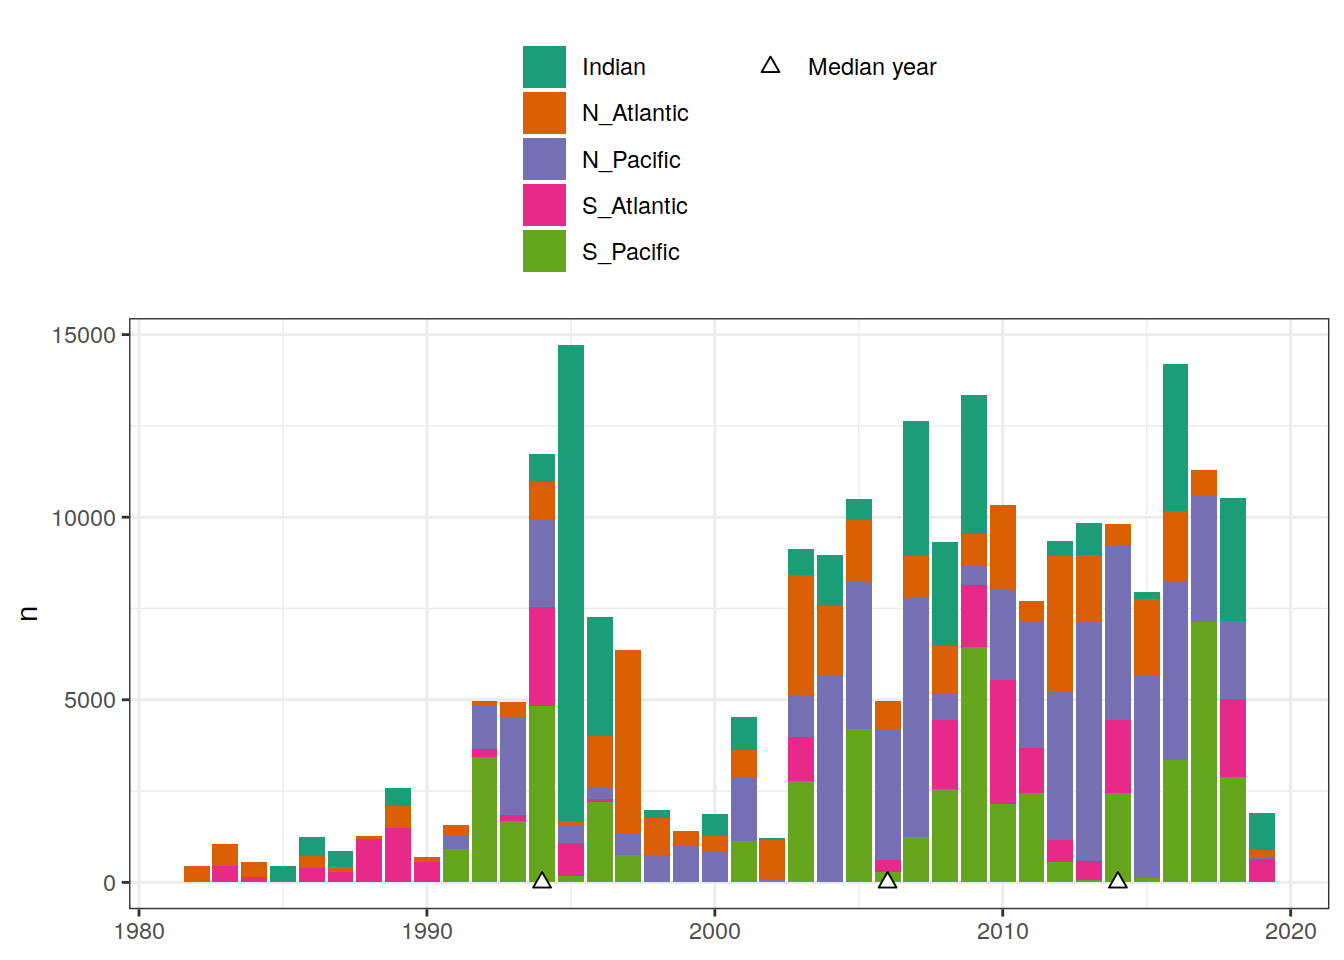 Indian
Median year
N_Atlantic
N_Pacific
S_Atlantic
S_Pacific
15000
10000
5000
0
n
1980
1990
2000
2010
2020